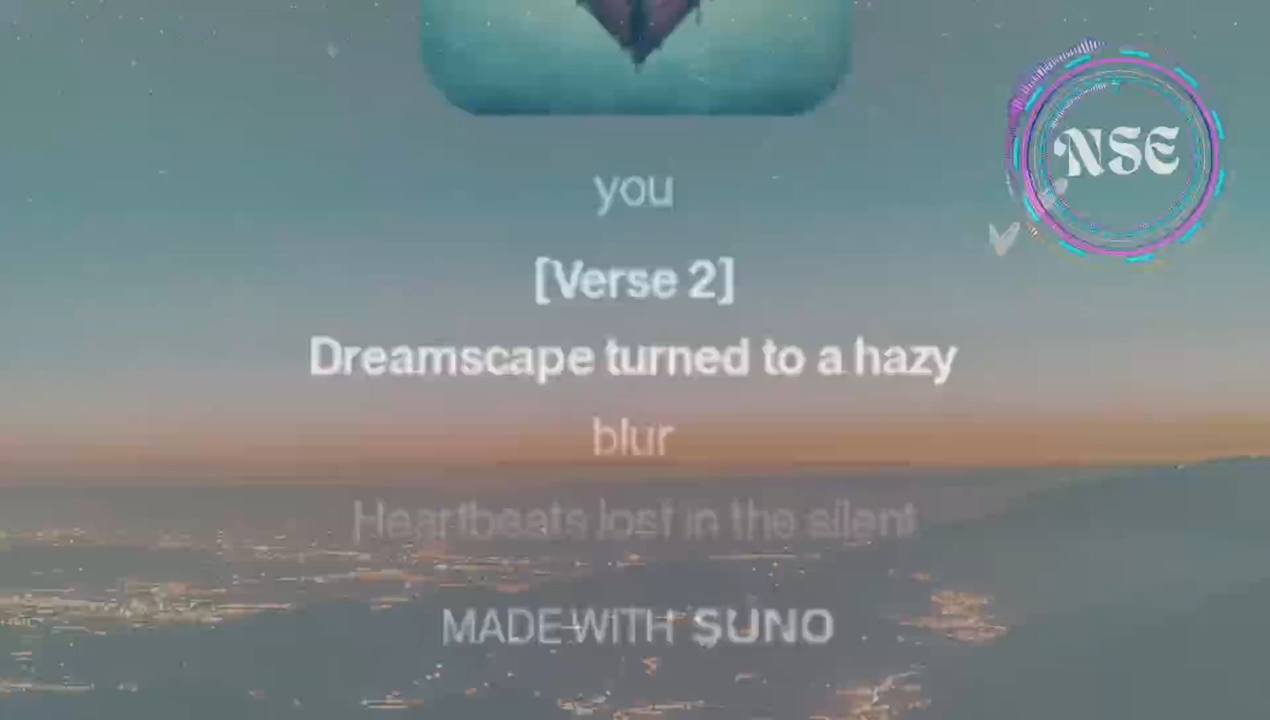 NSE
you
[Verse 2]
Dreamscape turned to a hazy
blur
Heartbeats lost in the silent
MADE WITH SUNO